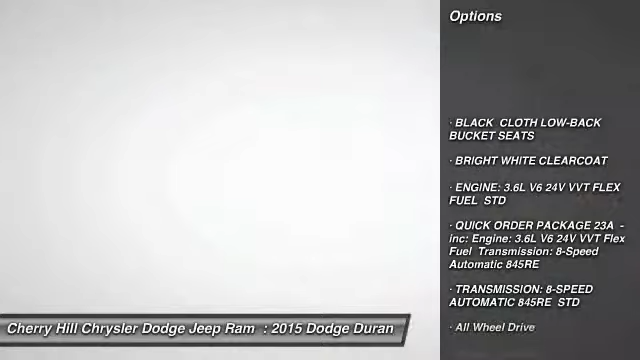 Options
· BLACK CLOTH LOW-BACK
BUCKET SEATS
· BRIGHT WHITE CLEARCOAT
· ENGINE: 3.6L V6 24V VVT FLEX
FUEL STD
· QUICK ORDER PACKAGE 23A -
inc: Engine: 3.6L V6 24V VVT Flex
Fuel Transmission: 8-Speed
Automatic 845RE
· TRANSMISSION: 8-SPEED
AUTOMATIC 845RE STD
· All Wheel Drive
Cherry Hill Chrysler Dodge Jeep Ram : 2015 Dodge Duran